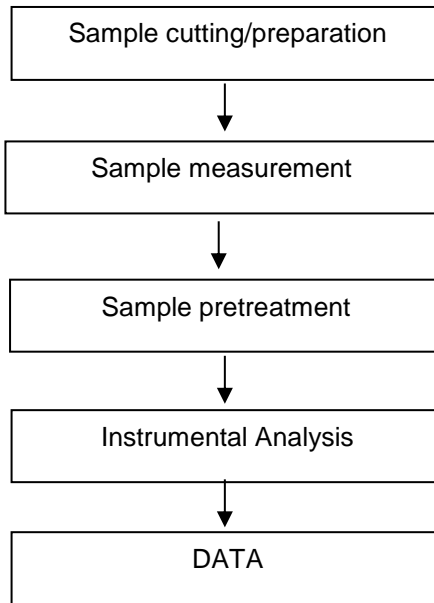 Sample cutting/preparation
Sample measurement
Sample pretreatment
Instrumental Analysis
DATA